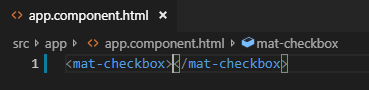 app.component.html
src > app > app.component.html > mat-checkbox
1 <mat-checkbox></mat-checkbox>